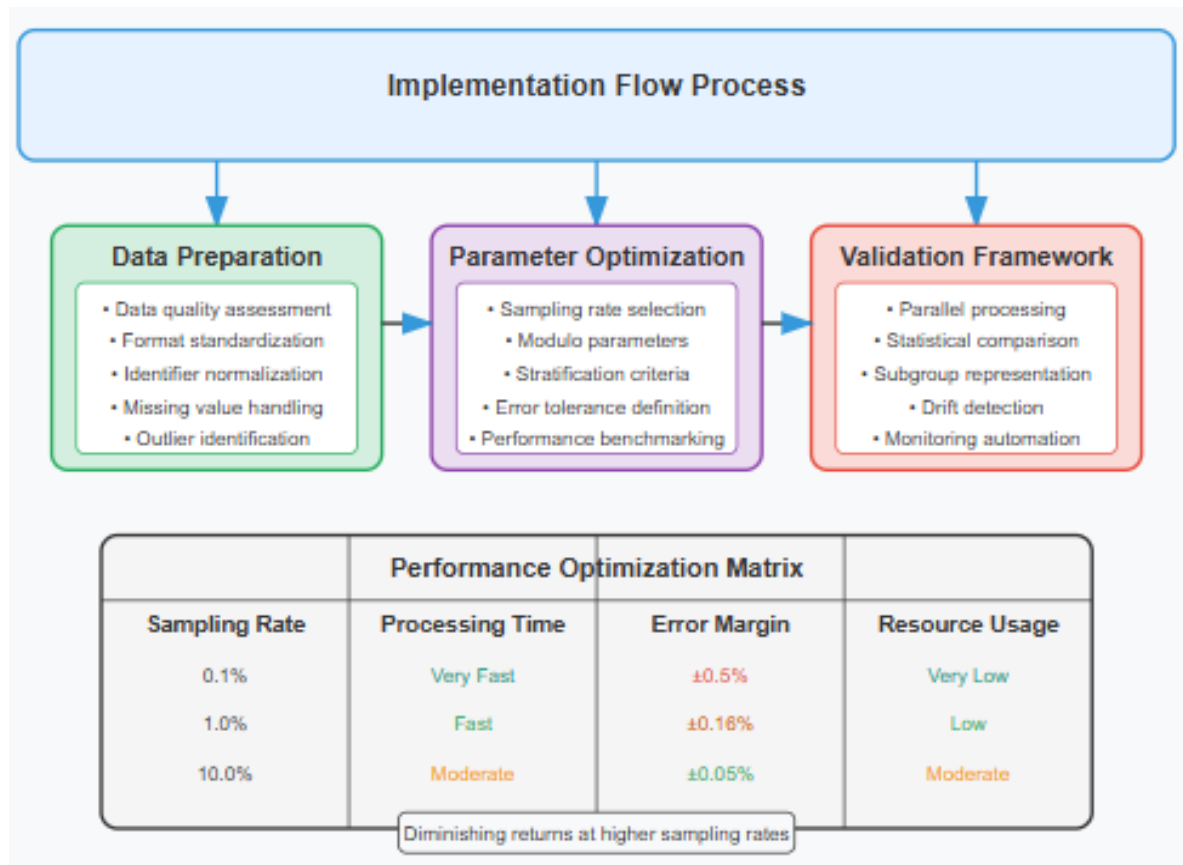 Implementation Flow Process
Data Preparation
• Data quality assessment
• Format standardization
• Identifier normalization
• Missing value handling
• Outlier identification
Parameter Optimization
• Sampling rate selection
• Modulo parameters
• Stratification criteria
• Error tolerance definition
• Performance benchmarking
Validation Framework
• Parallel processing
• Statistical comparison
• Subgroup representation
• Drift detection
• Monitoring automation
Performance Optimization Matrix
Sampling Rate Processing Time Error Margin Resource Usage
0.1% Very Fast ±0.5% Very Low
1.0% Fast ±0.16% Low
10.0% Moderate ±0.05% Moderate
Diminishing returns at higher sampling rates